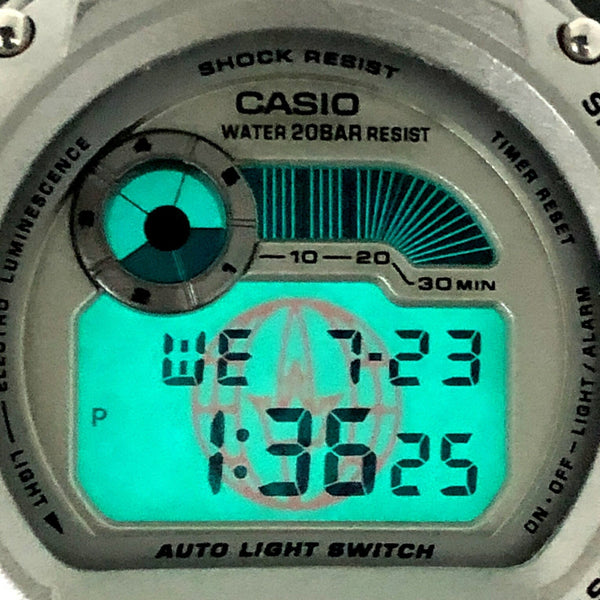 SHOCK RESIST
CASIO
WATER 20BAR RESIST
ELECTRO LUMINESCENCE
TIMER RESET
10 20
30 MIN
WE 7-23
P
1:36 25
LIGHT
ON·OFF LIGHT/ALARM
AUTO LIGHT SWITCH